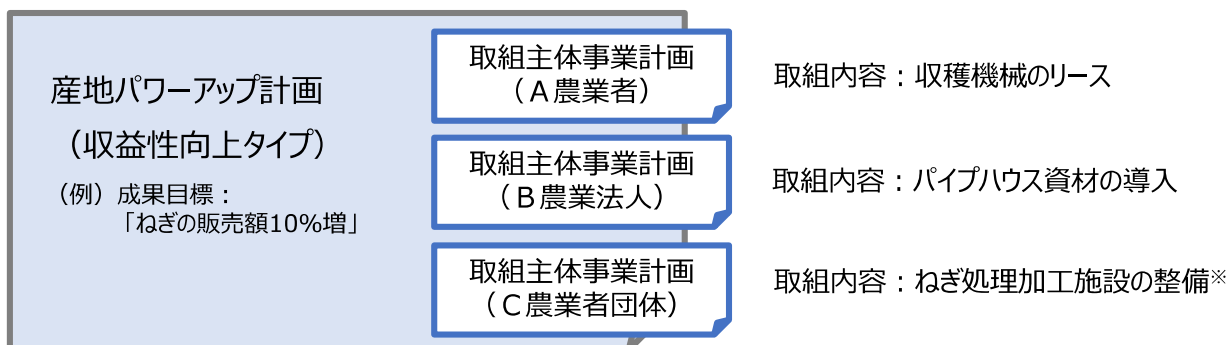 産地パワーアップ計画
（収益性向上タイプ）
（例）成果目標：
「ねぎの販売額10%増」
取組主体事業計画
（Ａ農業者）
取組内容：収穫機械のリース
取組主体事業計画
（Ｂ農業法人）
取組内容：パイプハウス資材の導入
取組主体事業計画
（Ｃ農業者団体）
取組内容：ねぎ処理加工施設の整備※